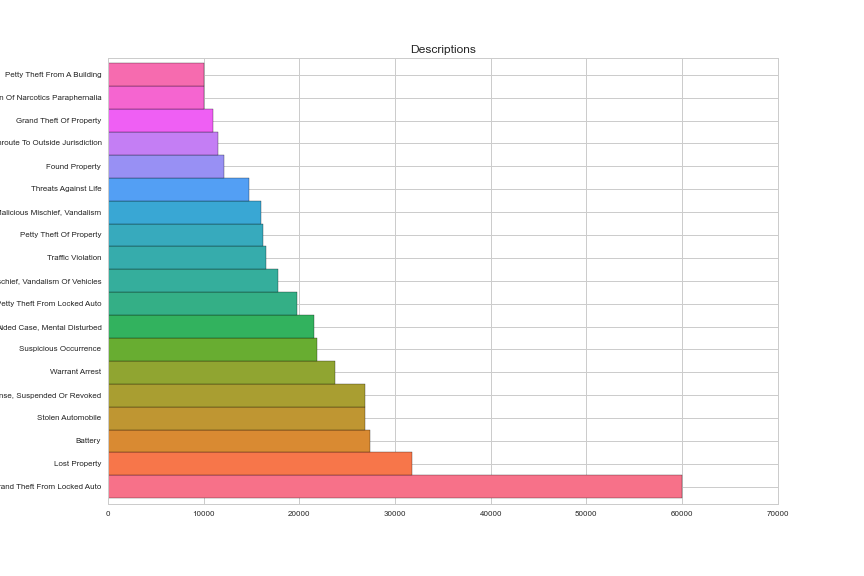 Descriptions
Petty Theft From A Building
n Of Narcotics Paraphernalia
Grand Theft Of Property
nroute To Outside Jurisdiction
Found Property
Threats Against Life
Malicious Mischief, Vandalism
Petty Theft Of Property
Traffic Violation
schief, Vandalism Of Vehicles
Petty Theft From Locked Auto
Aided Case, Mental Disturbed
Suspicious Occurrence
Warrant Arrest
nse, Suspended Or Revoked
Stolen Automobile
Battery
Lost Property
rand Theft From Locked Auto
0 10000 20000 30000 40000 50000 60000 70000